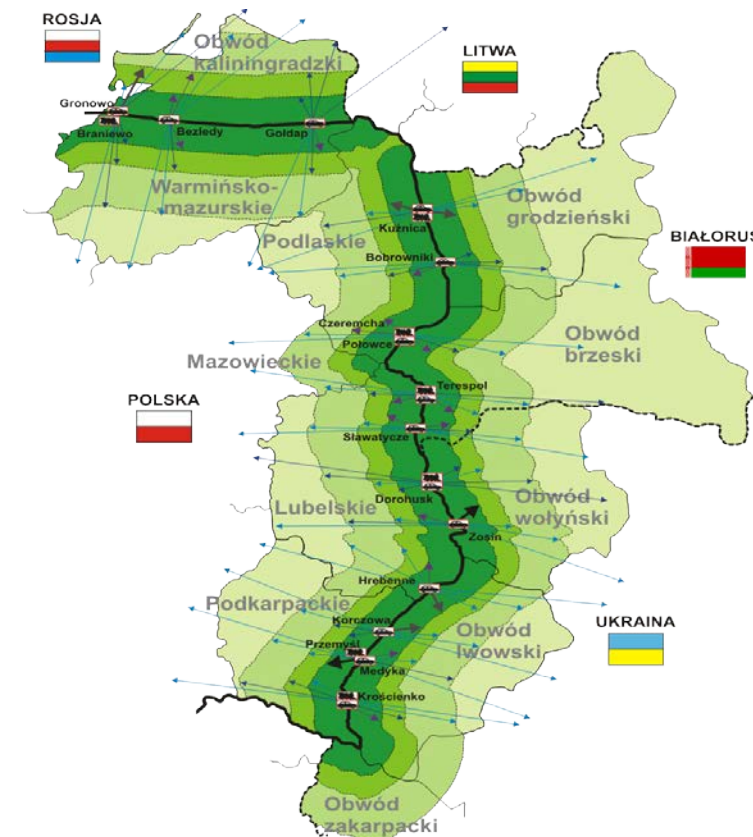 ROSJA
Obwód
kaliningradzki
LITWA
Gronowo
Braniewo
Bezledy
Gołdap
Warmińsko-
mazurskie
Obwód
grodzieński
Podlaskie
Kuźnica
BIAŁORUŚ
Bobrowniki
Czeremcha
Połowce
Obwód
brzeski
Mazowieckie
Terespol
POLSKA
Sławatycze
Dorohusk
Lubelskie
Obwód
wołyński
Zosin
Hrebenne
Podkarpackie
Korczowa
UKRAINA
Obwód
lwowski
Przemyśl
Medyka
Krościenko
Obwód
zakarpacki